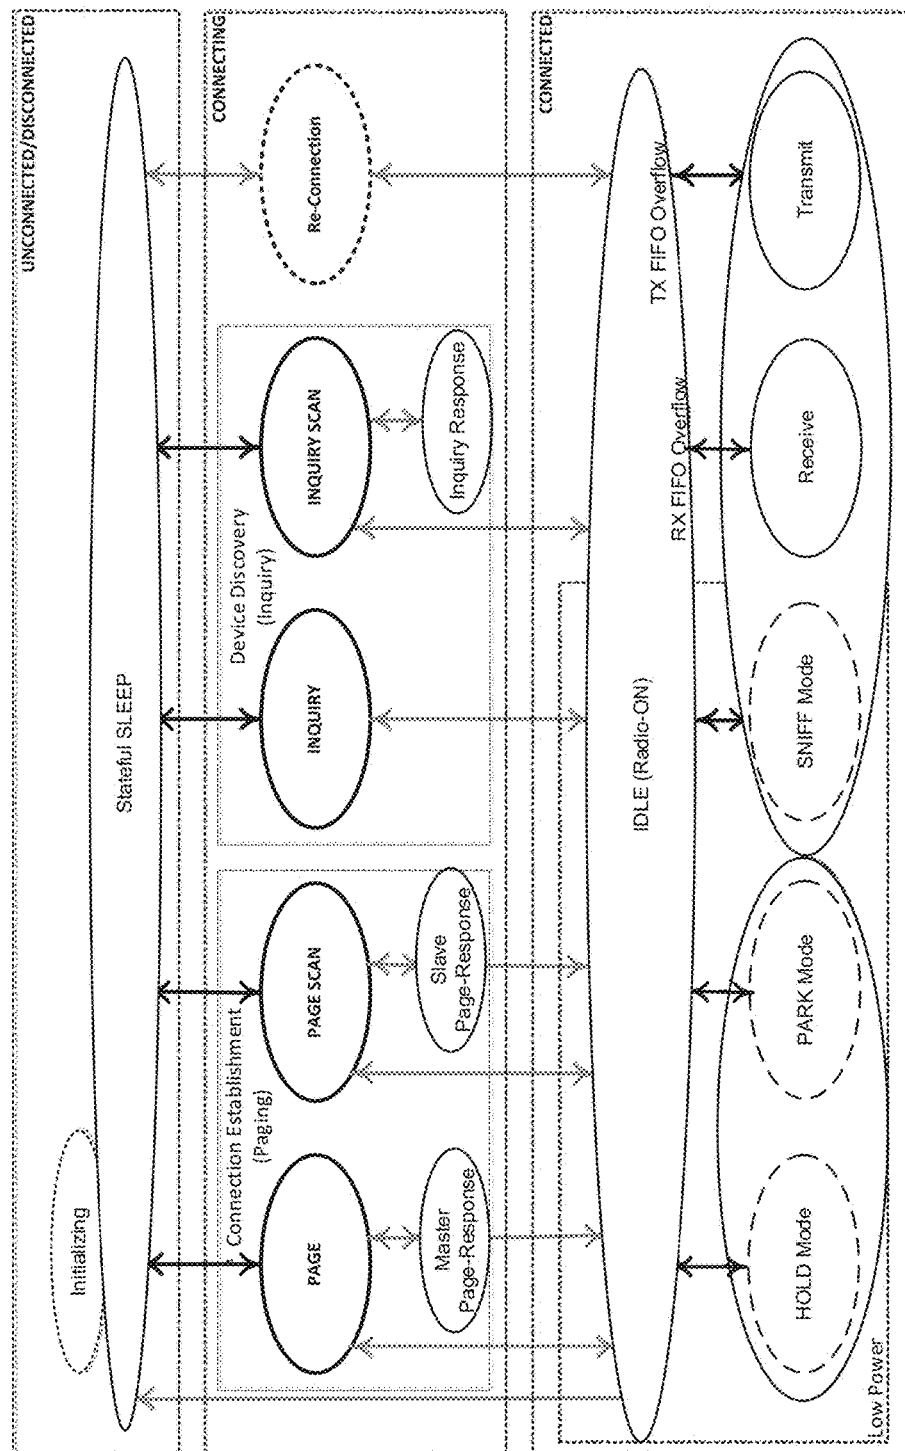 UNCONNECTED/DISCONNECTED
Initializing
Stateful SLEEP
CONNECTING
Connection Establishment
(Paging)
Device Discovery
(Inquiry)
PAGE
PAGE SCAN
INQUIRY
INQUIRY SCAN
Re-Connection
Master
Page-Response
Slave
Page-Response
Inquiry Response
CONNECTED
IDLE (Radio-ON)
RX FIFO Overflow
TX FIFO Overflow
HOLD Mode
PARK Mode
SNIFF Mode
Receive
Transmit
Low Power